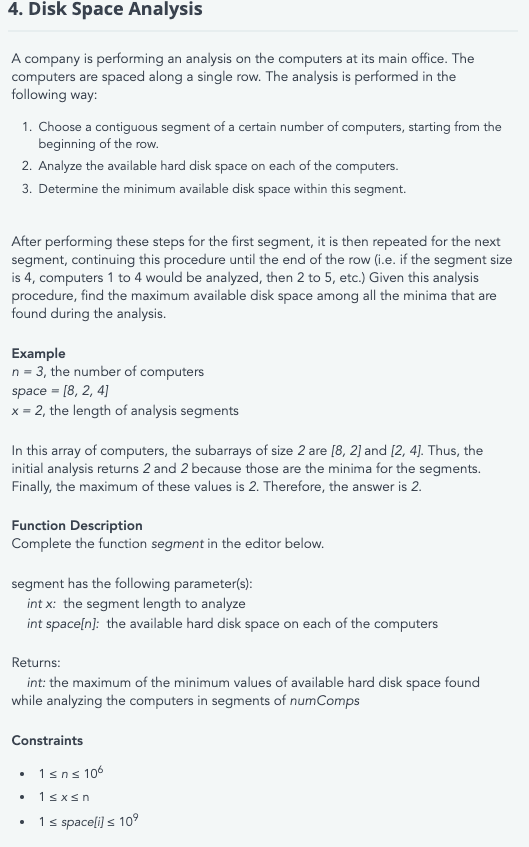 4. Disk Space Analysis
A company is performing an analysis on the computers at its main office. The
computers are spaced along a single row. The analysis is performed in the
following way:
1. Choose a contiguous segment of a certain number of computers, starting from the
beginning of the row.
2. Analyze the available hard disk space on each of the computers.
3. Determine the minimum available disk space within this segment.
After performing these steps for the first segment, it is then repeated for the next
segment, continuing this procedure until the end of the row (i.e. if the segment size
is 4, computers 1 to 4 would be analyzed, then 2 to 5, etc.) Given this analysis
procedure, find the maximum available disk space among all the minima that are
found during the analysis.
Example
n = 3, the number of computers
space = [8, 2, 4]
x = 2, the length of analysis segments
In this array of computers, the subarrays of size 2 are [8, 2] and [2, 4]. Thus, the
initial analysis returns 2 and 2 because those are the minima for the segments.
Finally, the maximum of these values is 2. Therefore, the answer is 2.
Function Description
Complete the function segment in the editor below.
segment has the following parameter(s):
int x: the segment length to analyze
int space[n]: the available hard disk space on each of the computers
Returns:
int: the maximum of the minimum values of available hard disk space found
while analyzing the computers in segments of numComps
Constraints
• 1 ≤ n ≤ 10⁶
• 1 ≤ x ≤ n
• 1 ≤ space[i] ≤ 10⁹